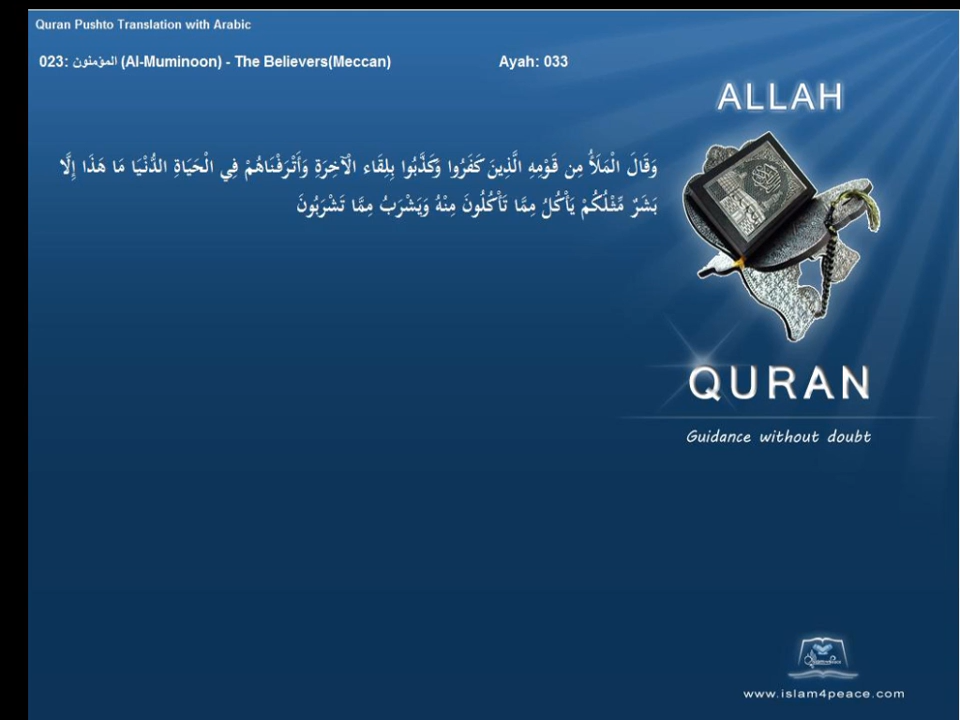 Quran Pushto Translation with Arabic
023: المؤمنون (Al-Muminoon) - The Believers(Meccan)
Ayah: 033
ALLAH
وَقَالَ الْمَلَأُ مِن قَوْمِهِ الَّذِينَ كَفَرُوا وَكَذَّبُوا بِلِقَاء الْآخِرَةِ وَأَتْرَفْنَاهُمْ فِي الْحَيَاةِ الدُّنْيَا مَا هَذَا إِلَّا
بَشَرٌ مِّثْلُكُمْ يَأْكُلُ مِمَّا تَأْكُلُونَ مِنْهُ وَيَشْرَبُ مِمَّا تَشْرَبُونَ
QURAN
Guidance without doubt
www.islam4peace.com